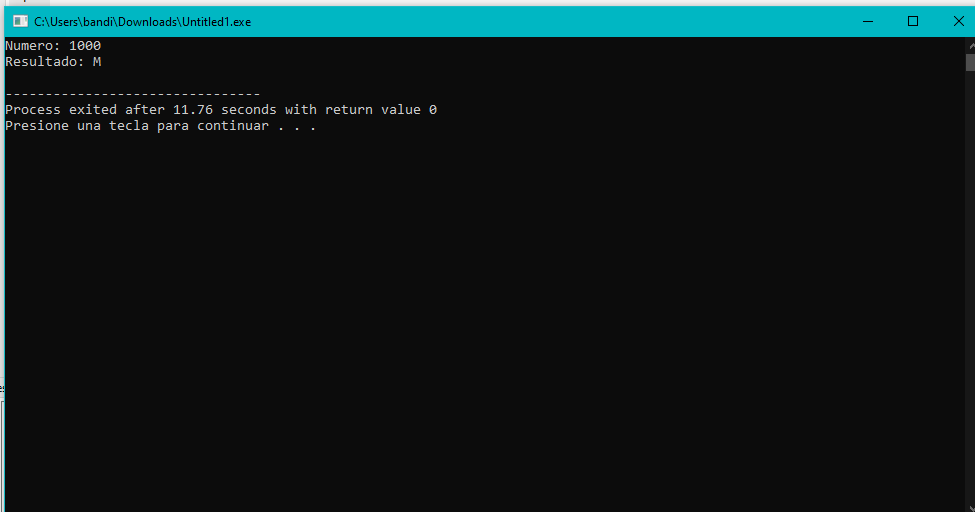 C:\Users\bandi\Downloads\Untitled1.exe
Numero: 1000
Resultado: M
--------------------------------
Process exited after 11.76 seconds with return value 0
Presione una tecla para continuar . . .